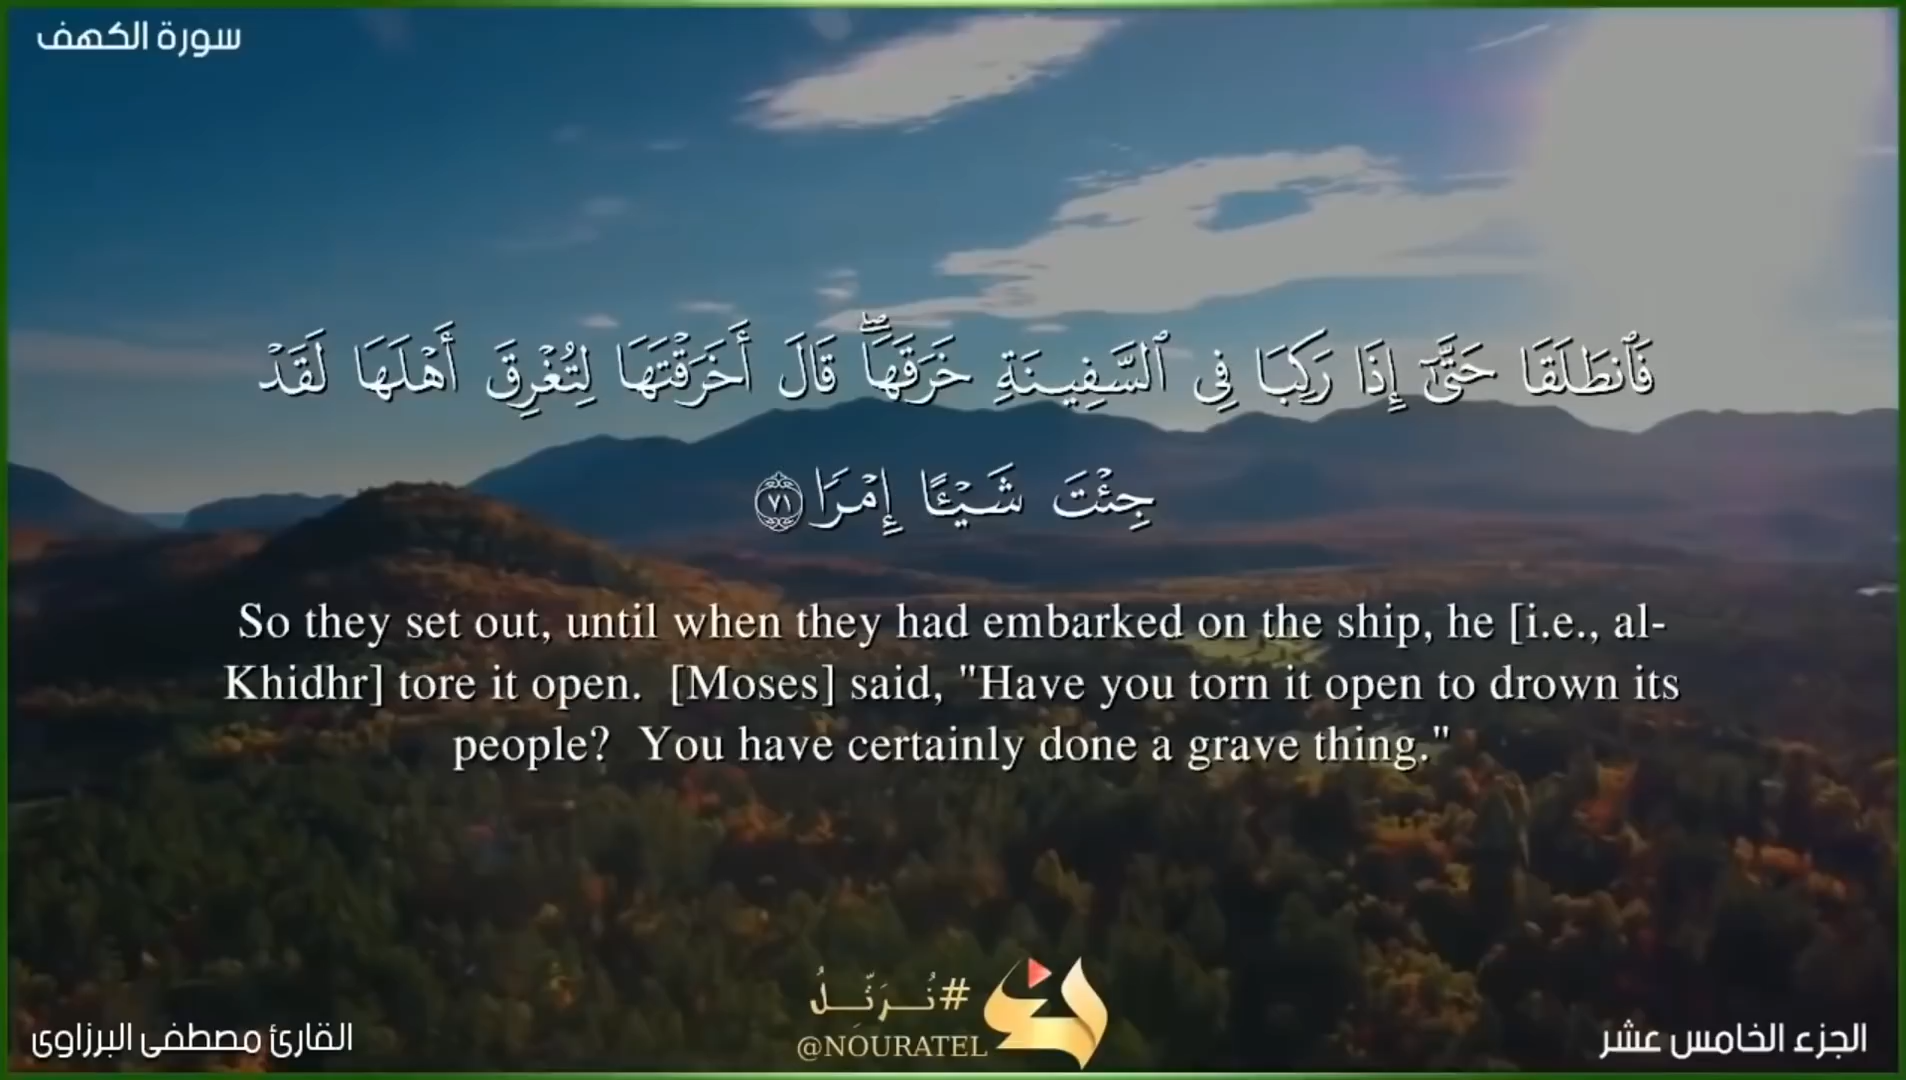 سورة الكهف
فَٱنطَلَقَا حَتَّىٰٓ إِذَا رَكِبَا فِى ٱلسَّفِينَةِ خَرَقَهَا ۖ قَالَ أَخَرَقْتَهَا لِتُغْرِقَ أَهْلَهَا لَقَدْ
جِئْتَ شَيْـًٔا إِمْرًا ٧١
So they set out, until when they had embarked on the ship, he [i.e., al-
Khidhr] tore it open.  [Moses] said, "Have you torn it open to drown its
people?  You have certainly done a grave thing."
#نُرَتِّلُ
@NOURATEL
القارئ مصطفى البرزاوي
الجزء الخامس عشر